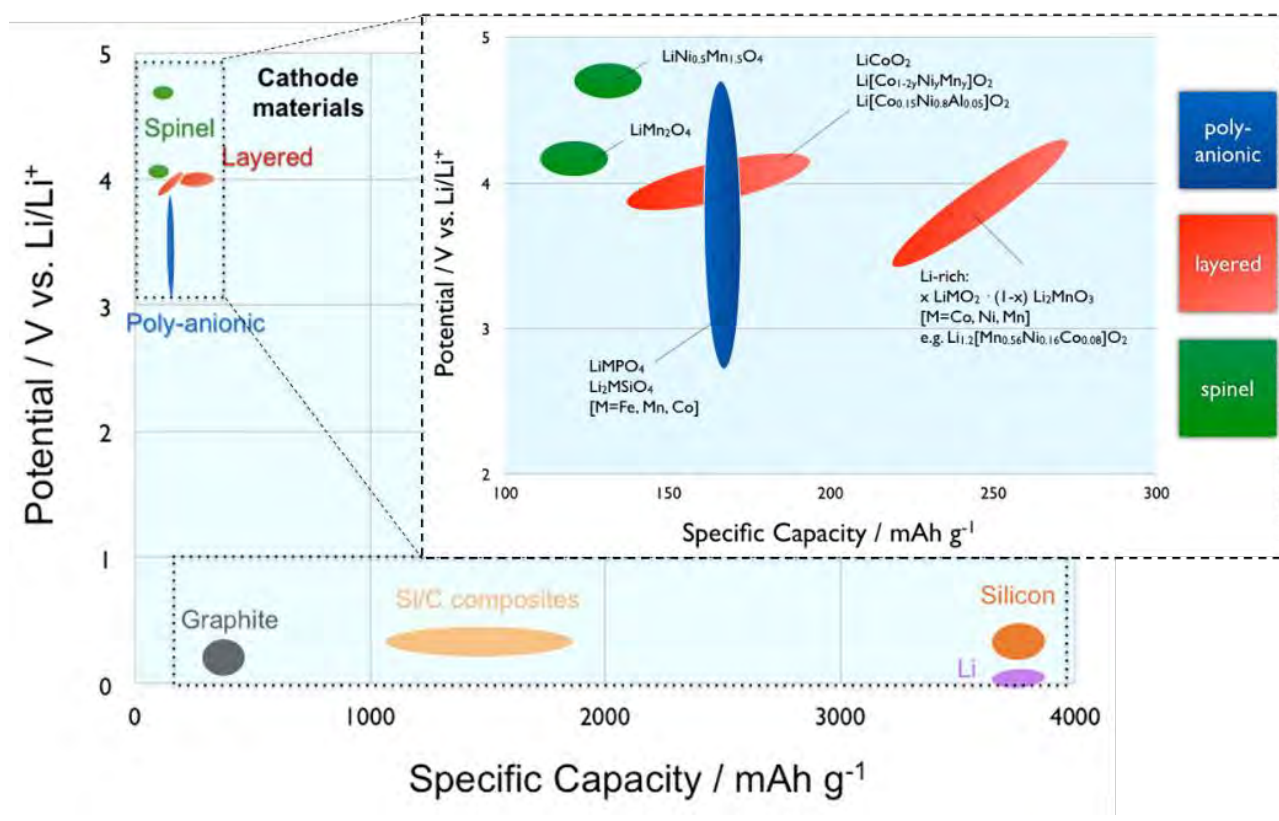 Potential / V vs. Li/Li⁺
5
4
3
2
1
0
Cathode
materials
Spinel
Layered
Poly-anionic
Graphite
SI/C composites
Silicon
Li
0
1000
2000
3000
4000
Specific Capacity / mAh g⁻¹
Potential / V vs. Li/Li⁺
5
4
3
2
LiNi₀.₅Mn₁.₅O₄
LiMn₂O₄
LiCoO₂
Li[Co₁₋₂yNiyMny]O₂
Li[Co₀.₁₅Ni₀.₈Al₀.₀₅]O₂
LiMPO₄
Li₂MSiO₄
[M=Fe, Mn, Co]
Li-rich:
x LiMO₂ · (1-x) Li₂MnO₃
[M=Co, Ni, Mn]
e.g. Li₁.₂[Mn₀.₅₆Ni₀.₁₆Co₀.₀₈]O₂
100
150
200
250
300
Specific Capacity / mAh g⁻¹
poly-
anionic
layered
spinel